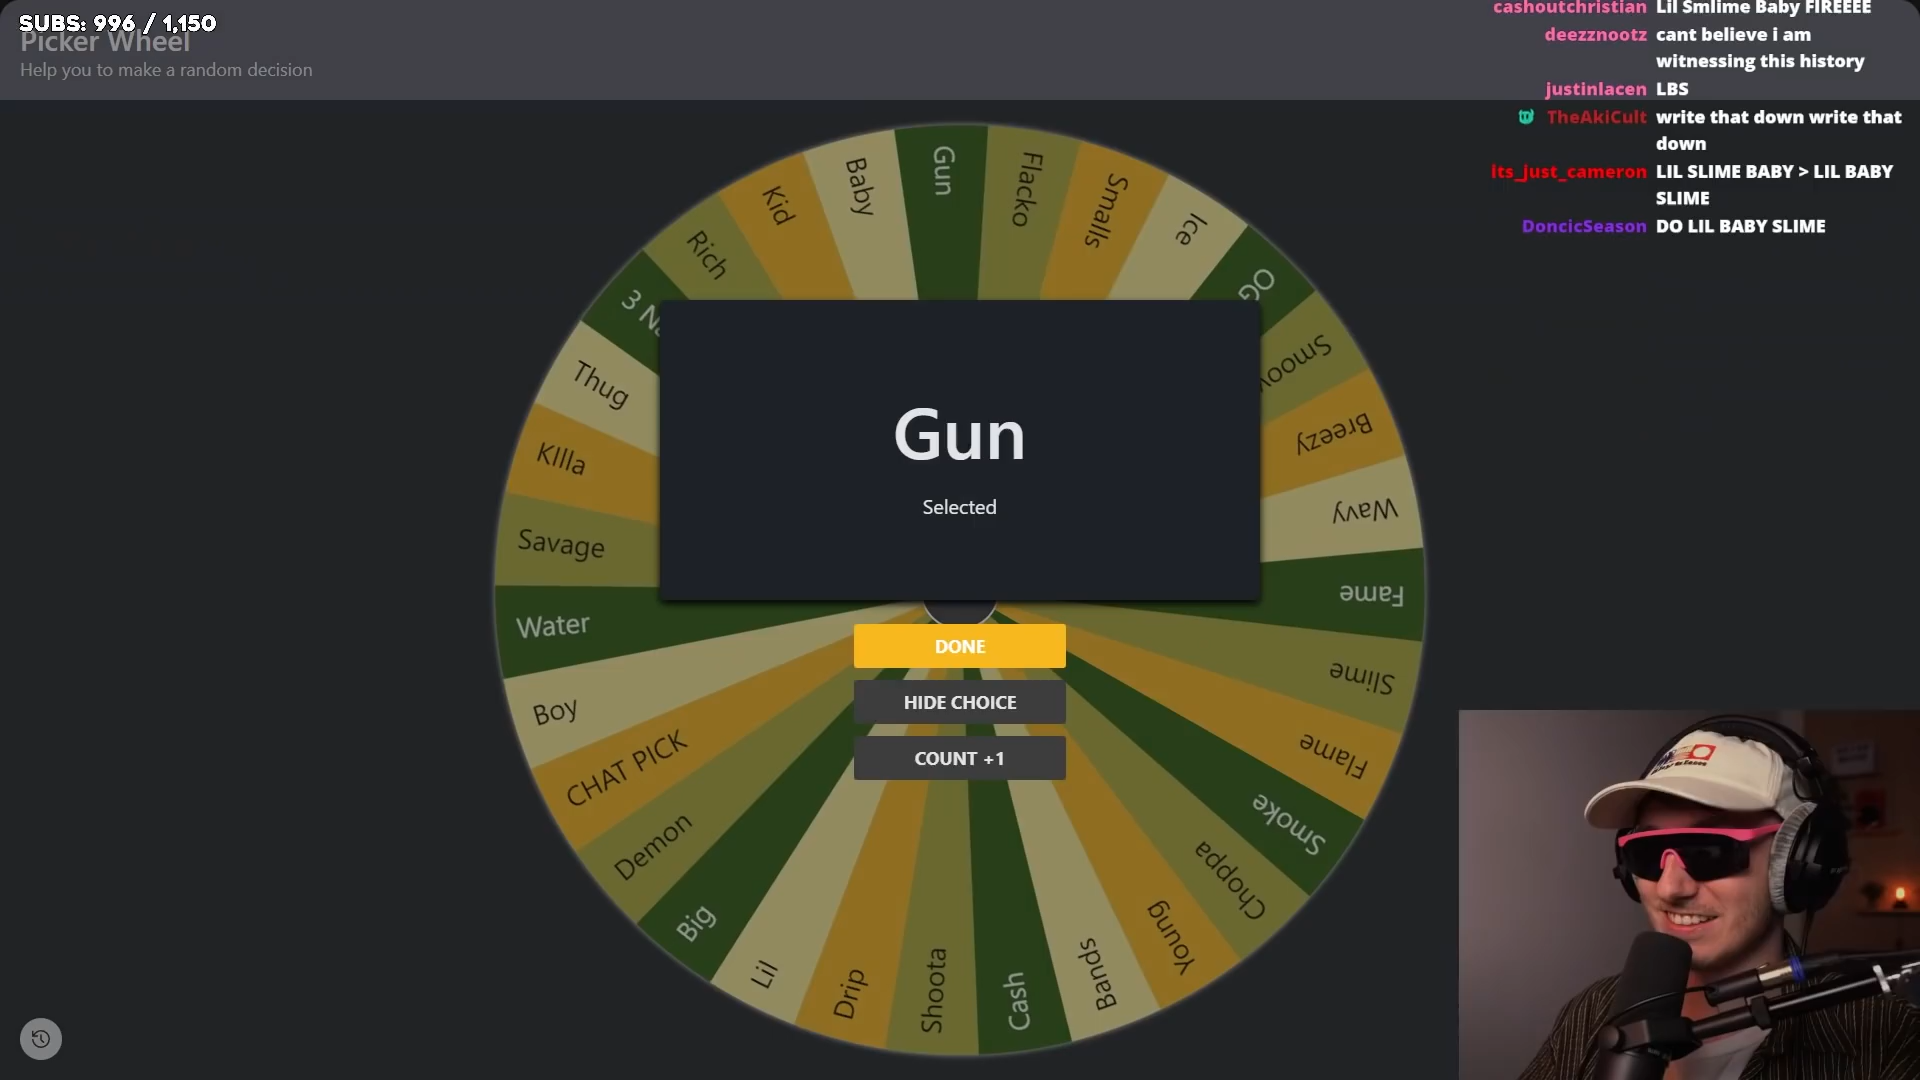 SUBS: 996 / 1,150
Picker Wheel
Help you to make a random decision
cashoutchristian Lil Smlime Baby FIREEEE
deezznootz cant believe i am
witnessing this history
justinlacen LBS
TheAkiCult write that down write that
down
Its_just_cameron LIL SLIME BABY > LIL BABY
SLIME
DoncicSeason DO LIL BABY SLIME
Gun
Flacko
Smalls
Ice
OG
Smoov
Breezy
Wavy
Fame
Slime
Flame
Smoke
Choppa
Young
Bands
Cash
Shoota
Drip
Lil
Big
Demon
CHAT PICK
Boy
Water
Savage
KIlla
Thug
3 N
Rich
Kid
Baby
Gun
Selected
DONE
HIDE CHOICE
COUNT +1